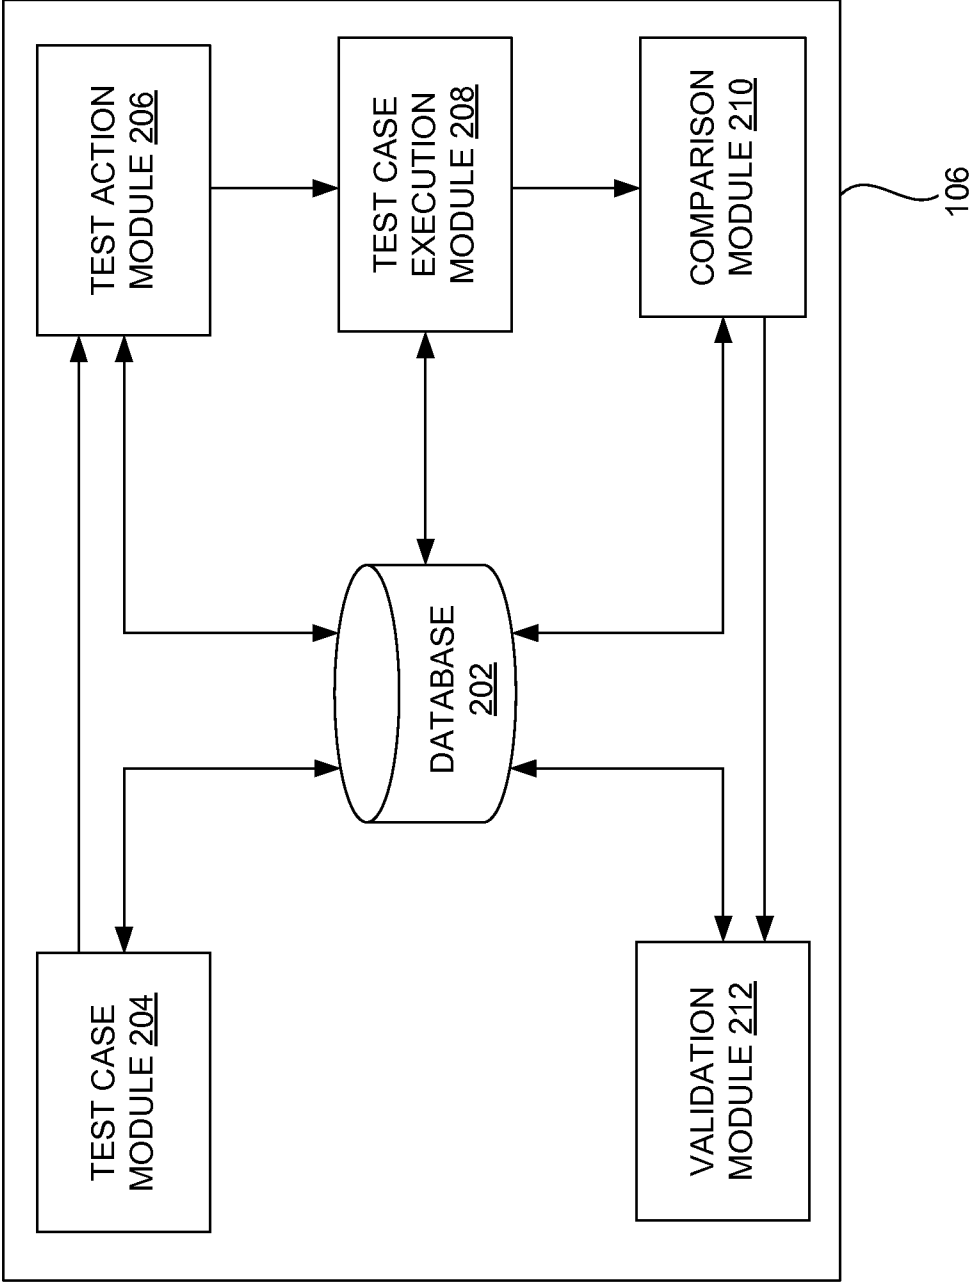 TEST CASE
MODULE 204
TEST ACTION
MODULE 206
TEST CASE
EXECUTION
MODULE 208
DATABASE
202
VALIDATION
MODULE 212
COMPARISON
MODULE 210
106